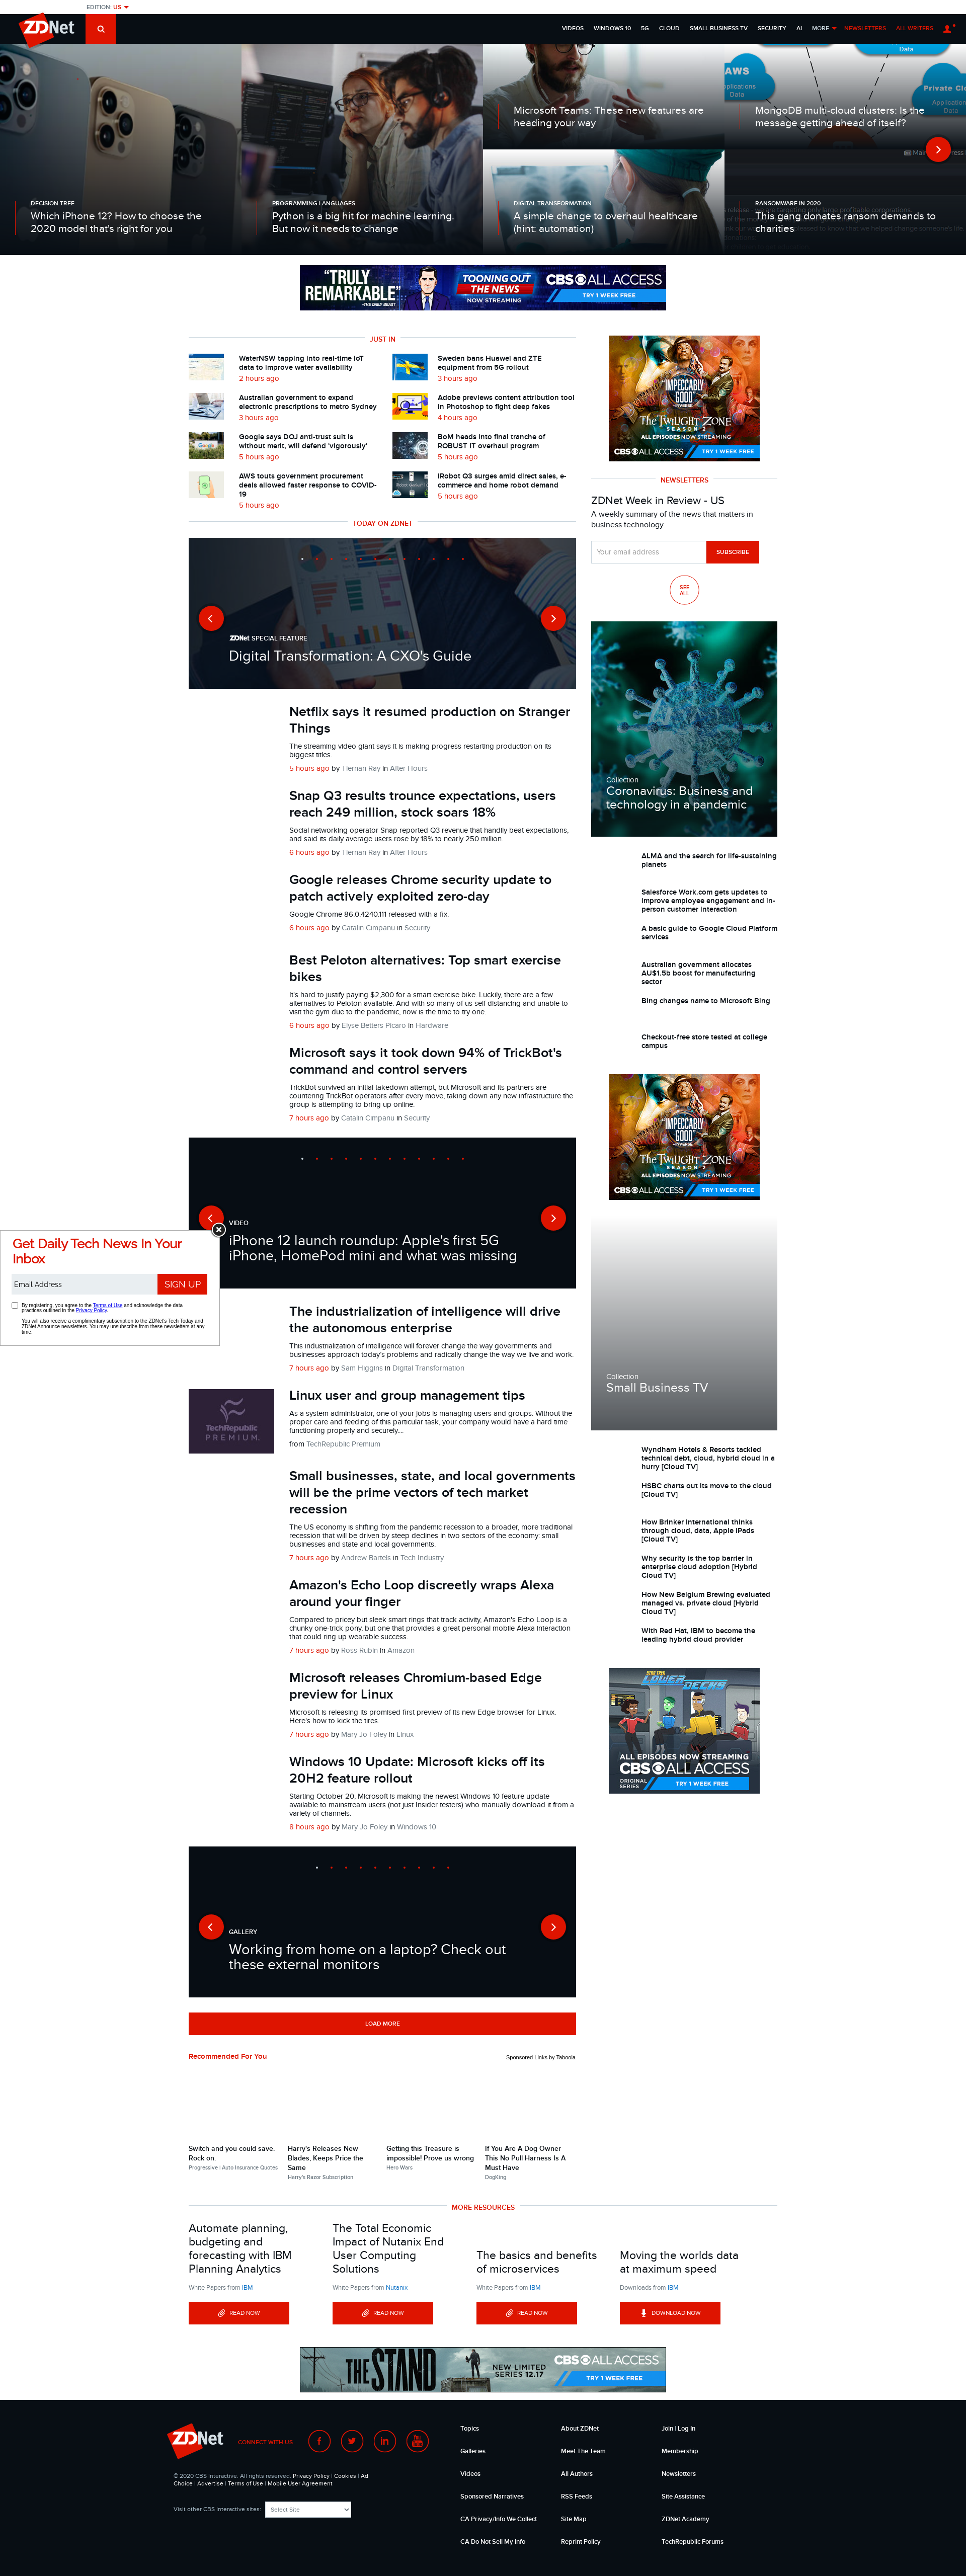 EDITION: US
ZDNet
VIDEOS WINDOWS 10 5G CLOUD SMALL BUSINESS TV SECURITY AI MORE NEWSLETTERS ALL WRITERS
DECISION TREE
Which iPhone 12? How to choose the
2020 model that's right for you
PROGRAMMING LANGUAGES
Python is a big hit for machine learning.
But now it needs to change
Microsoft Teams: These new features are
heading your way
DIGITAL TRANSFORMATION
A simple change to overhaul healthcare
(hint: automation)
AWS
Data
Private Clo
MongoDB multi-cloud clusters: Is the
message getting ahead of itself?
RANSOMWARE IN 2020
This gang donates ransom demands to
charities
"TRULY
REMARKABLE"
TOONING OUT
THE NEWS
NOW STREAMING
CBS ALL ACCESS
TRY 1 WEEK FREE
JUST IN
WaterNSW tapping into real-time IoT
data to improve water availability
2 hours ago
Australian government to expand
electronic prescriptions to metro Sydney
3 hours ago
Google says DOJ anti-trust suit is
without merit, will defend 'vigorously'
5 hours ago
AWS touts government procurement
deals allowed faster response to COVID-
19
5 hours ago
Sweden bans Huawei and ZTE
equipment from 5G rollout
3 hours ago
Adobe previews content attribution tool
in Photoshop to fight deep fakes
4 hours ago
BoM heads into final tranche of
ROBUST IT overhaul program
5 hours ago
iRobot Q3 surges amid direct sales, e-
commerce and home robot demand
5 hours ago
IMPECCABLY
GOOD
THE TWILIGHT ZONE
SEASON 2
ALL EPISODES NOW STREAMING
CBS ALL ACCESS
TRY 1 WEEK FREE
NEWSLETTERS
ZDNet Week in Review - US
A weekly summary of the news that matters in
business technology.
Your email address
SUBSCRIBE
SEE
ALL
TODAY ON ZDNET
ZDNet SPECIAL FEATURE
Digital Transformation: A CXO's Guide
Netflix says it resumed production on Stranger
Things
The streaming video giant says it is making progress restarting production on its
biggest titles.
5 hours ago by Tiernan Ray in After Hours
Snap Q3 results trounce expectations, users
reach 249 million, stock soars 18%
Social networking operator Snap reported Q3 revenue that handily beat expectations,
and said its daily average users rose by 18% to nearly 250 million.
6 hours ago by Tiernan Ray in After Hours
Google releases Chrome security update to
patch actively exploited zero-day
Google Chrome 86.0.4240.111 released with a fix.
6 hours ago by Catalin Cimpanu in Security
Best Peloton alternatives: Top smart exercise
bikes
It's hard to justify paying $2,300 for a smart exercise bike. Luckily, there are a few
alternatives to Peloton available. And with so many of us self distancing and unable to
visit the gym due to the pandemic, now is the time to try one.
6 hours ago by Elyse Betters Picaro in Hardware
Microsoft says it took down 94% of TrickBot's
command and control servers
TrickBot survived an initial takedown attempt, but Microsoft and its partners are
countering TrickBot operators after every move, taking down any new infrastructure the
group is attempting to bring up online.
7 hours ago by Catalin Cimpanu in Security
Collection
Coronavirus: Business and
technology in a pandemic
ALMA and the search for life-sustaining
planets
Salesforce Work.com gets updates to
improve employee engagement and in-
person customer interaction
A basic guide to Google Cloud Platform
services
Australian government allocates
AU$1.5b boost for manufacturing
sector
Bing changes name to Microsoft Bing
Checkout-free store tested at college
campus
IMPECCABLY
GOOD
THE TWILIGHT ZONE
SEASON 2
ALL EPISODES NOW STREAMING
CBS ALL ACCESS
TRY 1 WEEK FREE
VIDEO
iPhone 12 launch roundup: Apple's first 5G
iPhone, HomePod mini and what was missing
Get Daily Tech News In Your
Inbox
Email Address
SIGN UP
By registering, you agree to the Terms of Use and acknowledge the data
practices outlined in the Privacy Policy.
You will also receive a complimentary subscription to the ZDNet's Tech Today and
ZDNet Announce newsletters. You may unsubscribe from these newsletters at any
time.
The industrialization of intelligence will drive
the autonomous enterprise
This industrialization of intelligence will forever change the way governments and
businesses approach today's problems and radically change the way we live and work.
7 hours ago by Sam Higgins in Digital Transformation
TechRepublic
PREMIUM.
Linux user and group management tips
As a system administrator, one of your jobs is managing users and groups. Without the
proper care and feeding of this particular task, your company would have a hard time
functioning properly and securely....
from TechRepublic Premium
Small businesses, state, and local governments
will be the prime vectors of tech market
recession
The US economy is shifting from the pandemic recession to a broader, more traditional
recession that will be driven by steep declines in two sectors of the economy: small
businesses and state and local governments.
7 hours ago by Andrew Bartels in Tech Industry
Amazon's Echo Loop discreetly wraps Alexa
around your finger
Compared to pricey but sleek smart rings that track activity, Amazon's Echo Loop is a
chunky one-trick pony, but one that provides a great personal mobile Alexa interaction
that could ring up wearable success.
7 hours ago by Ross Rubin in Amazon
Microsoft releases Chromium-based Edge
preview for Linux
Microsoft is releasing its promised first preview of its new Edge browser for Linux.
Here's how to kick the tires.
7 hours ago by Mary Jo Foley in Linux
Windows 10 Update: Microsoft kicks off its
20H2 feature rollout
Starting October 20, Microsoft is making the newest Windows 10 feature update
available to mainstream users (not just Insider testers) who manually download it from a
variety of channels.
8 hours ago by Mary Jo Foley in Windows 10
Collection
Small Business TV
Wyndham Hotels & Resorts tackled
technical debt, cloud, hybrid cloud in a
hurry [Cloud TV]
HSBC charts out its move to the cloud
[Cloud TV]
How Brinker International thinks
through cloud, data, Apple iPads
[Cloud TV]
Why security is the top barrier in
enterprise cloud adoption [Hybrid
Cloud TV]
How New Belgium Brewing evaluated
managed vs. private cloud [Hybrid
Cloud TV]
With Red Hat, IBM to become the
leading hybrid cloud provider
STAR TREK
LOWER DECKS
ALL EPISODES NOW STREAMING
CBS ALL ACCESS
ORIGINAL
SERIES
TRY 1 WEEK FREE
GALLERY
Working from home on a laptop? Check out
these external monitors
LOAD MORE
Recommended For You
Sponsored Links by Taboola
Switch and you could save.
Rock on.
Progressive | Auto Insurance Quotes
Harry's Releases New
Blades, Keeps Price the
Same
Harry's Razor Subscription
Getting this Treasure is
impossible! Prove us wrong
Hero Wars
If You Are A Dog Owner
This No Pull Harness Is A
Must Have
DogKing
MORE RESOURCES
Automate planning,
budgeting and
forecasting with IBM
Planning Analytics
White Papers from IBM
READ NOW
The Total Economic
Impact of Nutanix End
User Computing
Solutions
White Papers from Nutanix
READ NOW
The basics and benefits
of microservices
White Papers from IBM
READ NOW
Moving the worlds data
at maximum speed
Downloads from IBM
DOWNLOAD NOW
THE STAND
NEW LIMITED
SERIES 12.17
CBS ALL ACCESS
TRY 1 WEEK FREE
ZDNet
CONNECT WITH US
© 2020 CBS Interactive. All rights reserved. Privacy Policy | Cookies | Ad
Choice | Advertise | Terms of Use | Mobile User Agreement
Visit other CBS Interactive sites: Select Site
Topics
Galleries
Videos
Sponsored Narratives
CA Privacy/Info We Collect
CA Do Not Sell My Info
About ZDNet
Meet The Team
All Authors
RSS Feeds
Site Map
Reprint Policy
Join | Log In
Membership
Newsletters
Site Assistance
ZDNet Academy
TechRepublic Forums